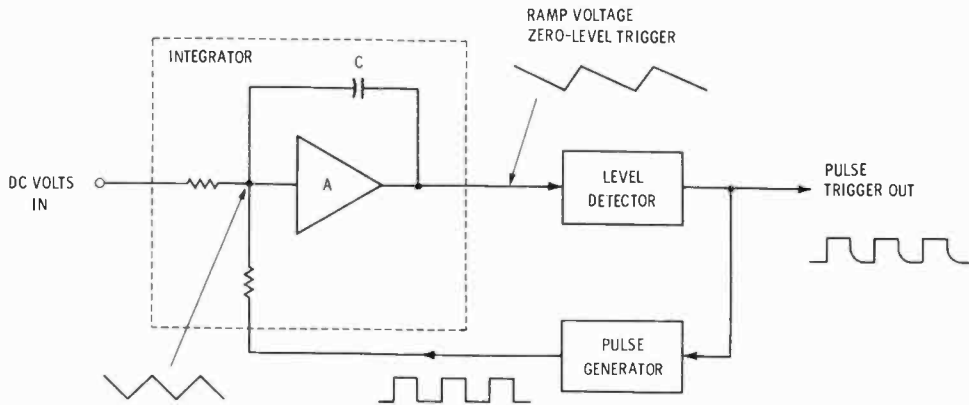 RAMP VOLTAGE
ZERO-LEVEL TRIGGER
INTEGRATOR
C
DC VOLTS
IN
A
LEVEL
DETECTOR
PULSE
TRIGGER OUT
PULSE
GENERATOR